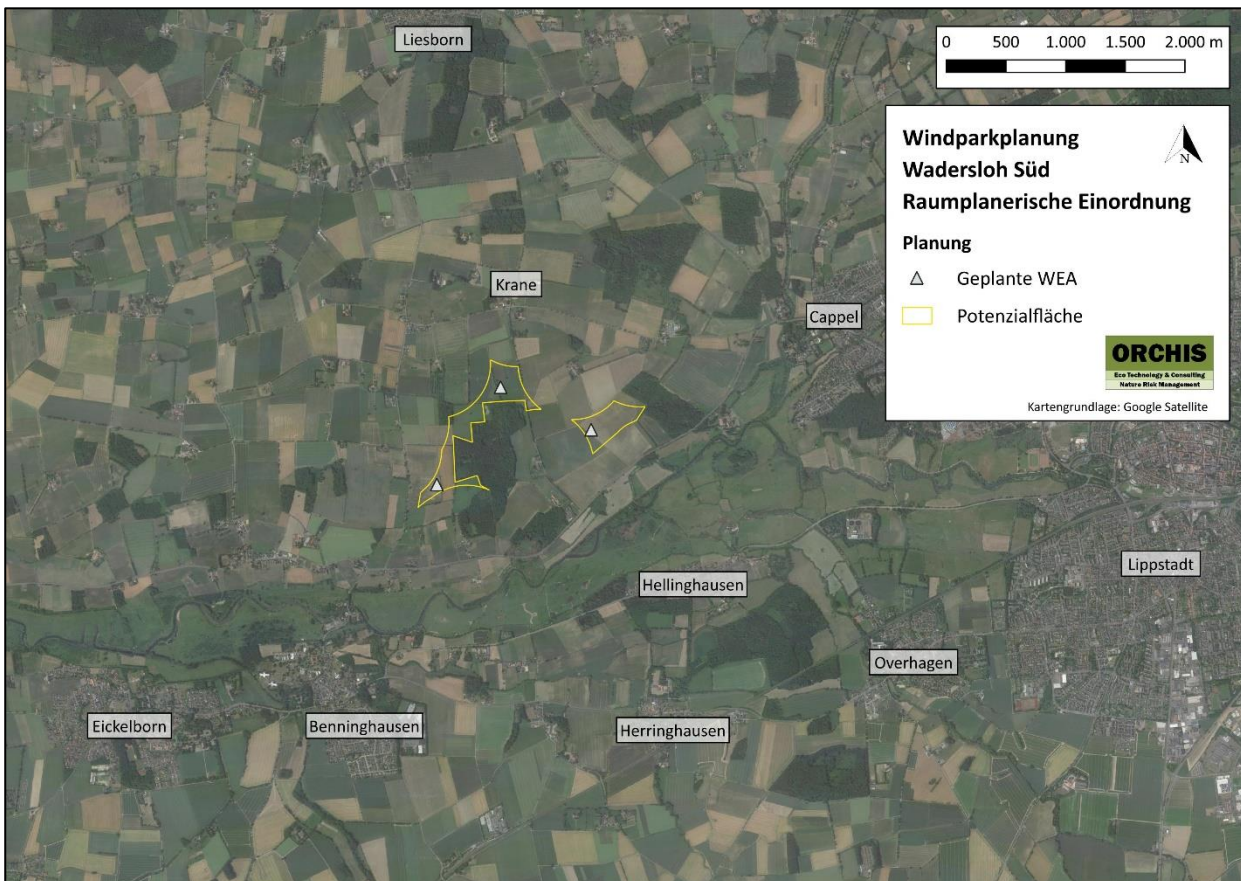 Liesborn
0 500 1.000 1.500 2.000 m
Windparkplanung
Wadersloh Süd
Raumplanerische Einordnung
N
Planung
Geplante WEA
Potenzialfläche
ORCHIS
Eco Technology & Consulting
Nature Risk Management
Kartengrundlage: Google Satellite
Krane
Cappel
Lippstadt
Hellinghausen
Overhagen
Eickelborn
Benninghausen
Herringhausen